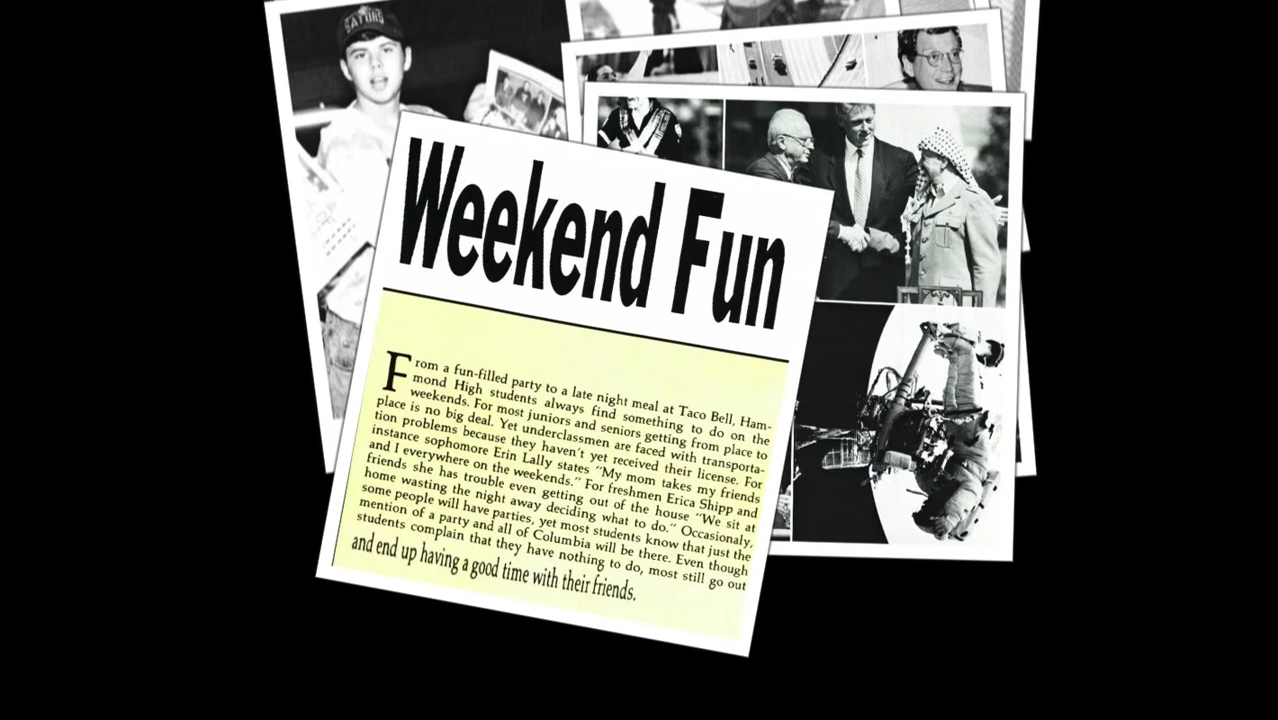 GATORS
Weekend Fun
From a fun-filled party to a late night meal at Taco Bell, Ham-
mond High students always find something to do on the
weekends. For most juniors and seniors getting from place to
place is no big deal. Yet underclassmen are faced with transporta-
tion problems because they haven't yet received their license. For
instance sophomore Erin Lally states "My mom takes my friends
and I everywhere on the weekends." For freshmen Erica Shipp and
friends she has trouble even getting out of the house "We sit at
home wasting the night away deciding what to do." Occasionaly,
some people will have parties, yet most students know that just the
mention of a party and all of Columbia will be there. Even though
students complain that they have nothing to do, most still go out
and end up having a good time with their friends.